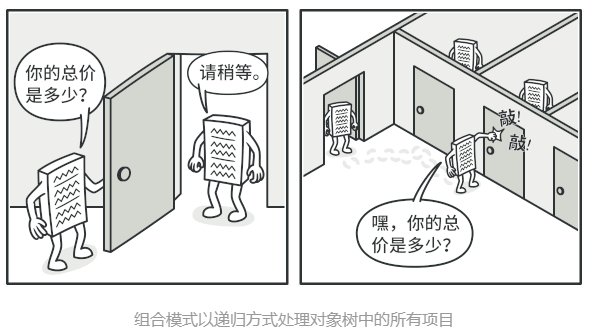 你的总价
是多少？
请稍等。
敲!
敲!
嘿，你的总
价是多少？
组合模式以递归方式处理对象树中的所有项目